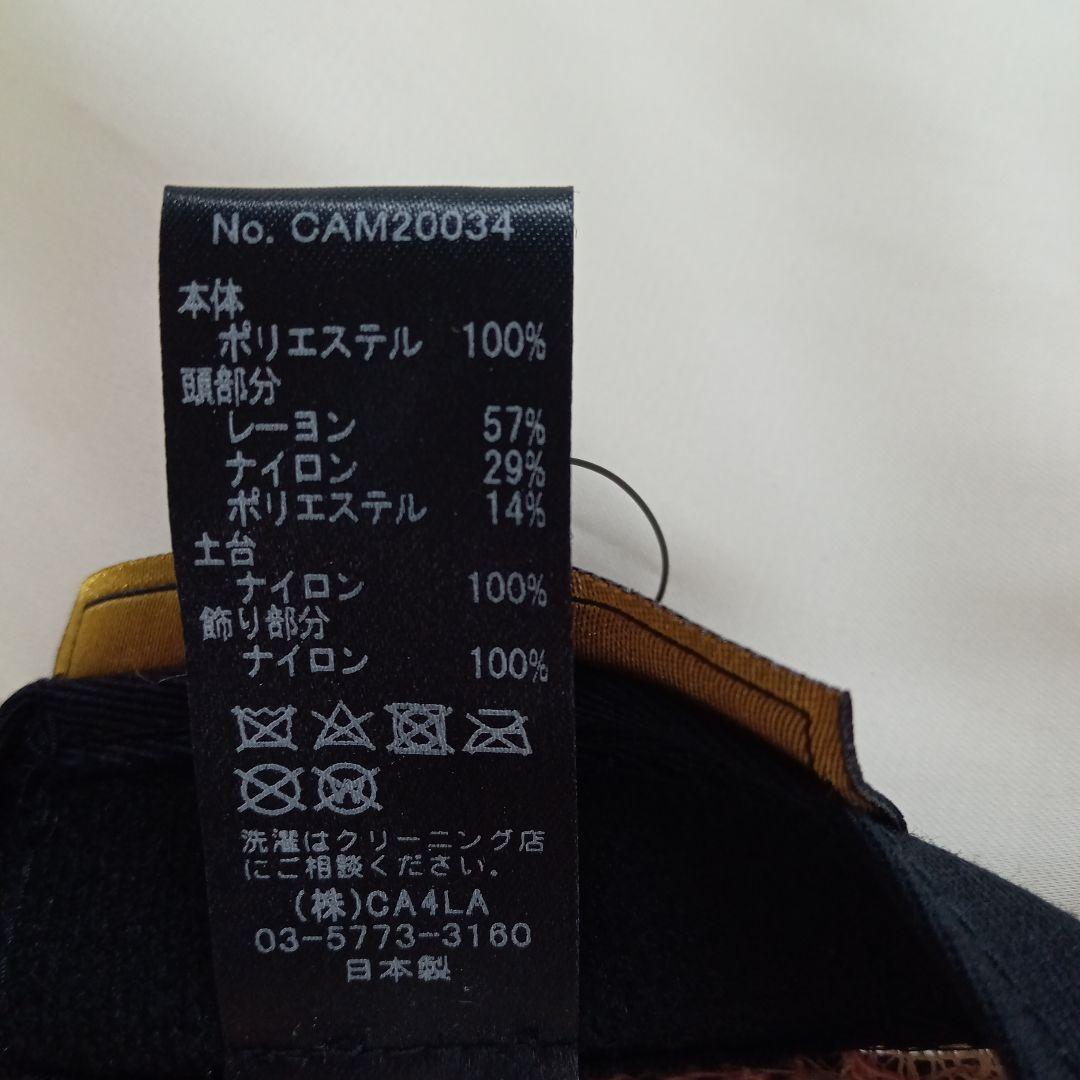 No. CAM20034
本体
ポリエステル 100%
頭部分
レーヨン 57%
ナイロン 29%
ポリエステル 14%
土台
ナイロン 100%
飾り部分
ナイロン 100%
W
洗濯はクリーニング店
にご相談ください。
(株)CA4LA
03-5773-3160
日本製